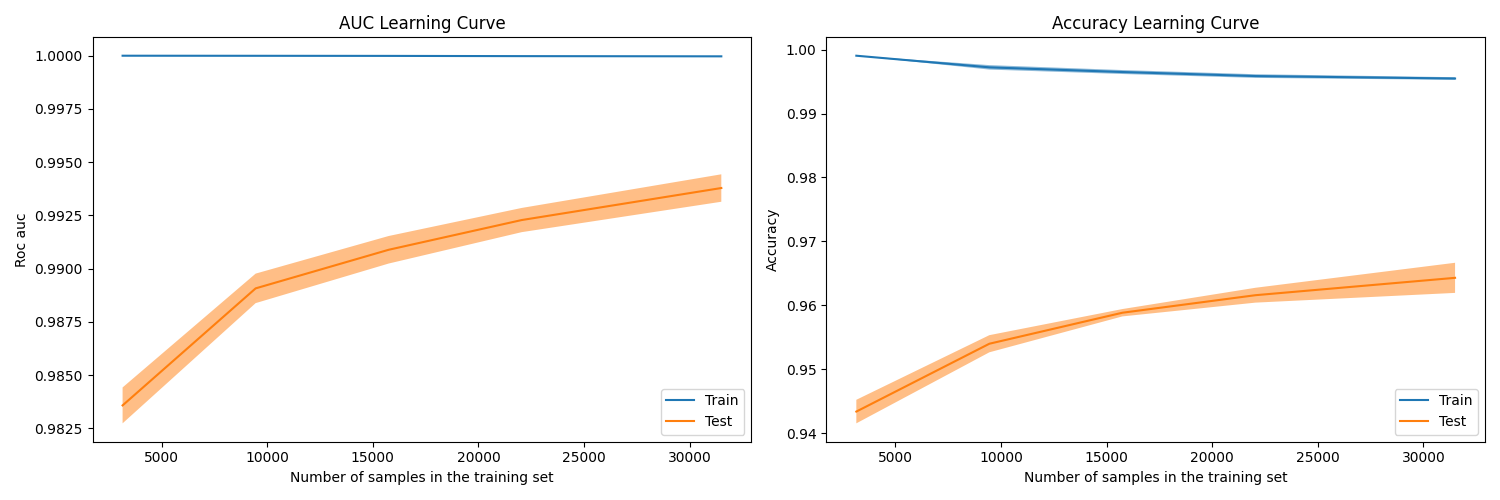 AUC Learning Curve
Roc auc
1.0000
0.9975
0.9950
0.9925
0.9900
0.9875
0.9850
0.9825
5000 10000 15000 20000 25000 30000
Number of samples in the training set
Train
Test
Accuracy Learning Curve
Accuracy
1.00
0.99
0.98
0.97
0.96
0.95
0.94
5000 10000 15000 20000 25000 30000
Number of samples in the training set
Train
Test